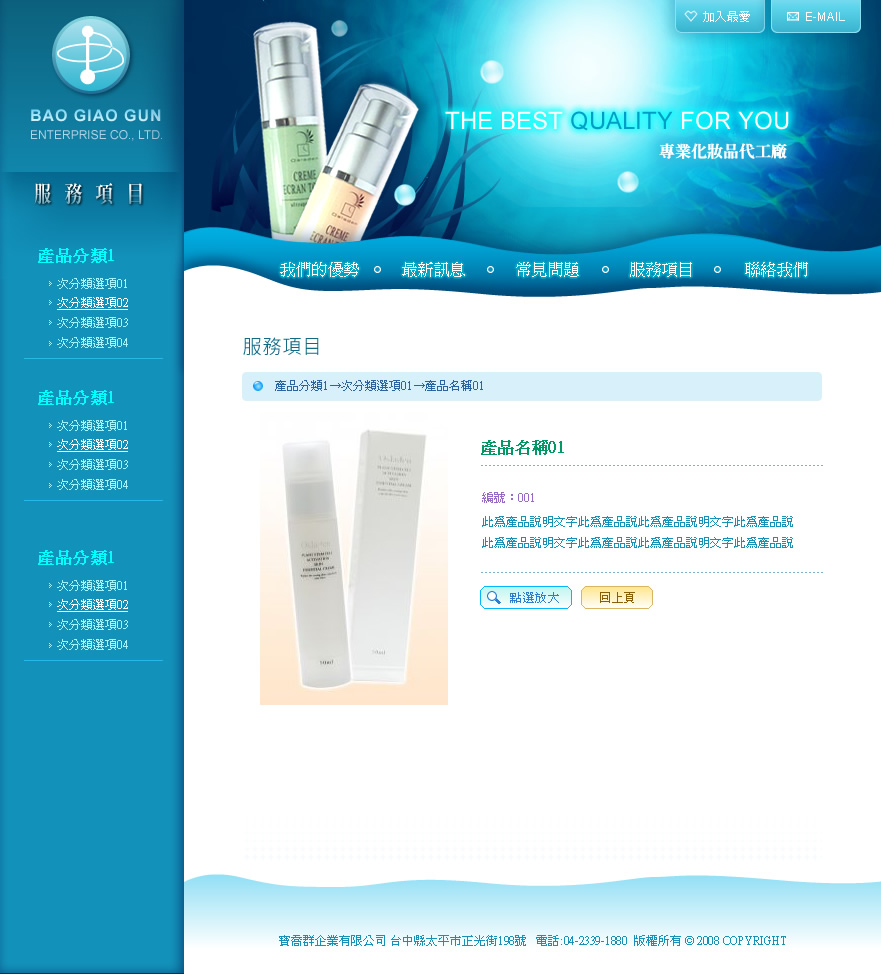 BAO GIAO GUN
ENTERPRISE CO., LTD.
加入最愛
E-MAIL
THE BEST QUALITY FOR YOU
專業化妝品代工廠
CREME
ECRAN T
CREME
ECRAN TO
我們的優勢
最新訊息
常見問題
服務項目
聯絡我們
服務項目
產品分類1
次分類選項01
次分類選項02
次分類選項03
次分類選項04
產品分類1
次分類選項01
次分類選項02
次分類選項03
次分類選項04
產品分類1
次分類選項01
次分類選項02
次分類選項03
次分類選項04
服務項目
產品分類1→次分類選項01→產品名稱01
產品名稱01
編號：001
此爲產品說明文字此爲產品說此爲產品說明文字此爲產品說
此爲產品說明文字此爲產品說此爲產品說明文字此爲產品說
點選放大
回上頁
寶喬群企業有限公司 台中縣太平市正光街198號 電話:04-2339-1880 版權所有 © 2008 COPYRIGHT